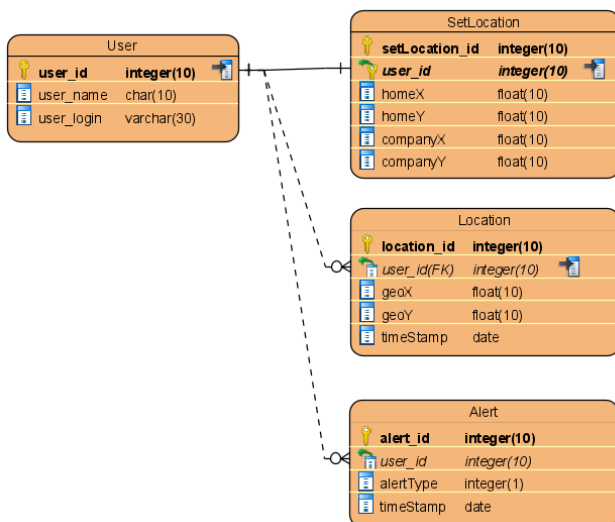 User
user_id integer(10)
user_name char(10)
user_login varchar(30)
SetLocation
setLocation_id integer(10)
user_id integer(10)
homeX float(10)
homeY float(10)
companyX float(10)
companyY float(10)
Location
location_id integer(10)
user_id(FK) integer(10)
geoX float(10)
geoY float(10)
timeStamp date
Alert
alert_id integer(10)
user_id integer(10)
alertType integer(1)
timeStamp date